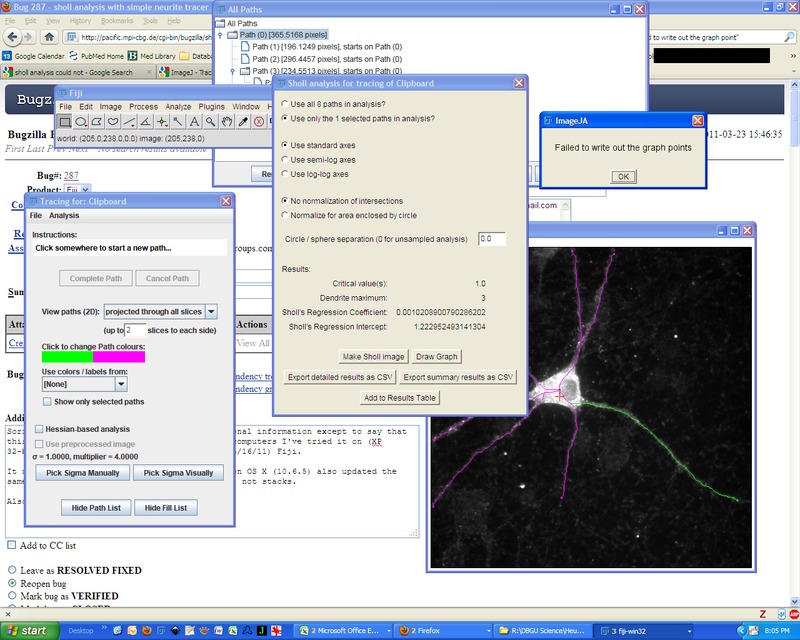 Bug 287 - sholl analysis with simple neurite tracer
File Edit View History Bookmarks Tools Help
http://pacific.mpi-cbg.de/cgi-bin/bugzilla/sh
to write out the graph points"
Google Calendar PubMed Home Med Library Databa
sholl analysis could not - Google Search
ImageJ - Trac
All Paths
All Paths
Path (0) [365.5168 pixels]
Path (1) [196.1249 pixels], starts on Path (0)
Path (2) [296.4457 pixels], starts on Path (0)
Path (3) [234.5513 pixels], starts on Path (0)
Fiji
File Edit Image Process Analyze Plugins Window
world: (205.0,238.0,0.0) image: (205,238,0)
Bugzilla
First Last Prev Next No search results available
011-03-23 15:46:35
Bug#: 287
Product: Fiji
mail.com
roups.com
Sholl analysis for tracing of Clipboard
Use all 8 paths in analysis?
Use only the 1 selected paths in analysis?
Use standard axes
Use semi-log axes
Use log-log axes
No normalization of intersections
Normalize for area enclosed by circle
Circle / sphere separation (0 for unsampled analysis) 0.0
Results:
Critical value(s): 1.0
Dendrite maximum: 3
Sholl's Regression Coefficient: 0.0010208900790286202
Sholl's Regression Intercept: 1.222952493141304
Make Sholl image Draw Graph
Export detailed results as CSV Export summary results as CSV
Add to Results Table
ImageJA
Failed to write out the graph points
OK
Tracing for: Clipboard
File Analysis
Instructions:
Click somewhere to start a new path...
Complete Path Cancel Path
View paths (2D): projected through all slices
(up to 2 slices to each side)
Click to change Path colours:
Use colors / labels from:
[None]
Show only selected paths
Hessian-based analysis
Use preprocessed image
σ = 1.0000, multiplier = 4.0000
Pick Sigma Manually Pick Sigma Visually
Hide Path List Hide Fill List
Actions
View All
ndency tre
ndency gr
onal information except to say that
omputers I've tried it on (XP
/16/11) Fiji.
on OS X (10.6.5) also updated the
not stacks.
Add to CC list
Leave as RESOLVED FIXED
Reopen bug
Mark bug as VERIFIED
start Desktop 2 Microsoft Office E... 2 Firefox R:\DBGU Science\Heu... 3 fiji-win32 8:05 PM